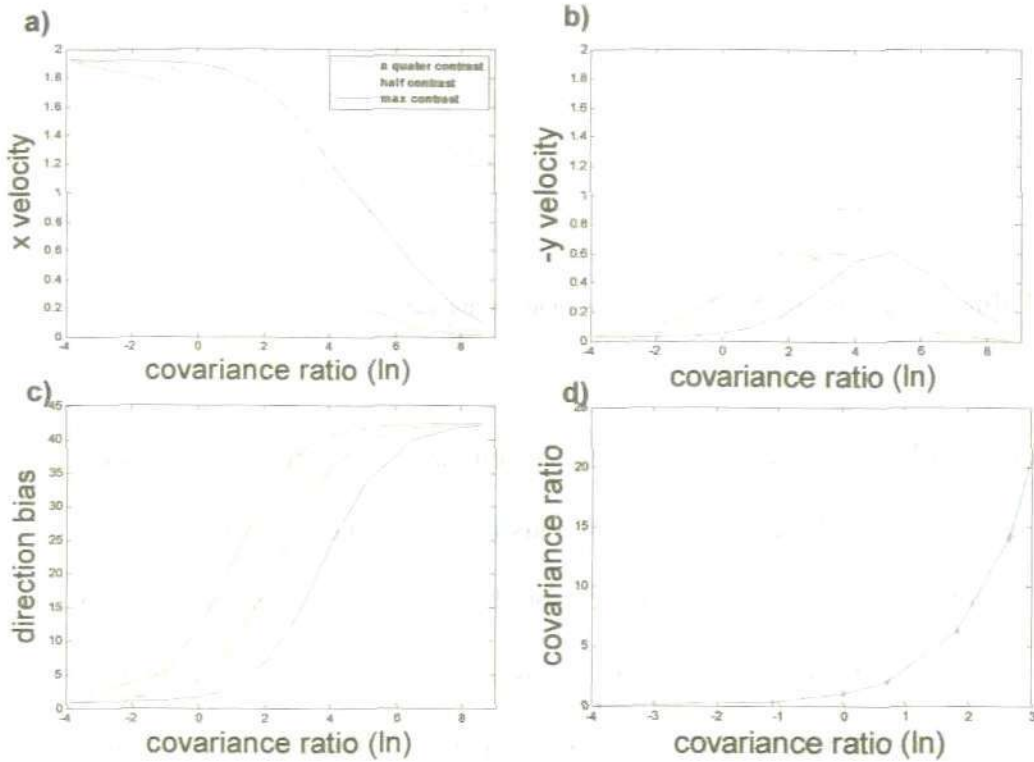 a)
2
1.8
1.6
1.4
1.2
1
0.8
0.6
0.4
0.2
0
x velocity
-4 -2 0 2 4 6 8
covariance ratio (ln)
a quater contrast
half contrast
max contrast
b)
2
1.8
1.6
1.4
1.2
1
0.8
0.6
0.4
0.2
0
-y velocity
-4 -2 0 2 4 6 8
covariance ratio (ln)
c)
45
40
35
30
25
20
15
10
5
0
direction bias
-4 -2 0 2 4 6 8
covariance ratio (ln)
d)
25
20
15
10
5
0
covariance ratio
-4 -3 -2 -1 0 1 2 3
covariance ratio (ln)